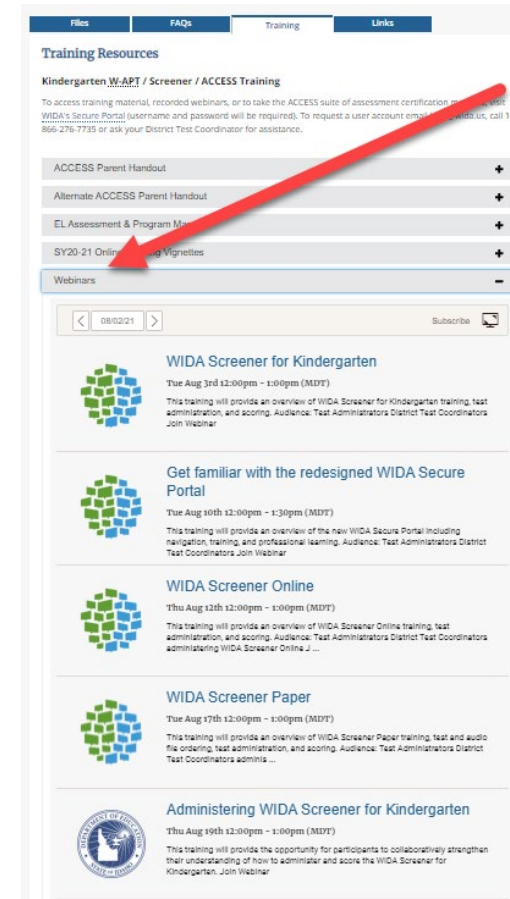 Files FAQs Training Links
Training Resources
Kindergarten W-APT / Screener / ACCESS Training
To access training material, recorded webinars, or to take the ACCESS suite of assessment certification visit
WIDA's Secure Portal (username and password will be required). To request a user account email wida.us, call 1
866-276-7735 or ask your District Test Coordinator for assistance.
ACCESS Parent Handout +
Alternate ACCESS Parent Handout +
EL Assessment & Program +
SY20-21 Vignettes +
Webinars −
< 08/02/21 > Subscribe
WIDA Screener for Kindergarten
Tue Aug 3rd 12:00pm - 1:00pm (MDT)
This training will provide an overview of WIDA Screener for Kindergarten training, test
administration, and scoring. Audience: Test Administrators District Test Coordinators
Join Webinar
Get familiar with the redesigned WIDA Secure
Portal
Tue Aug 10th 12:00pm - 1:30pm (MDT)
This training will provide an overview of the new WIDA Secure Portal including
navigation, training, and professional learning. Audience: Test Administrators District
Test Coordinators Join Webinar
WIDA Screener Online
Thu Aug 12th 12:00pm - 1:00pm (MDT)
This training will provide an overview of WIDA Screener Online training, test
administration, and scoring. Audience: Test Administrators District Test Coordinators
administering WIDA Screener Online J ...
WIDA Screener Paper
Tue Aug 17th 12:00pm - 1:00pm (MDT)
This training will provide an overview of WIDA Screener Paper training, test and audio
file ordering, test administration, and scoring. Audience: Test Administrators District
Test Coordinators adminis ...
Administering WIDA Screener for Kindergarten
Thu Aug 19th 12:00pm - 1:00pm (MDT)
This training will provide the opportunity for participants to collaboratively strengthen
their understanding of how to administer and score the WIDA Screener for
Kindergarten. Join Webinar
DEPARTMENT OF EDUCATION
STATE OF IDAHO